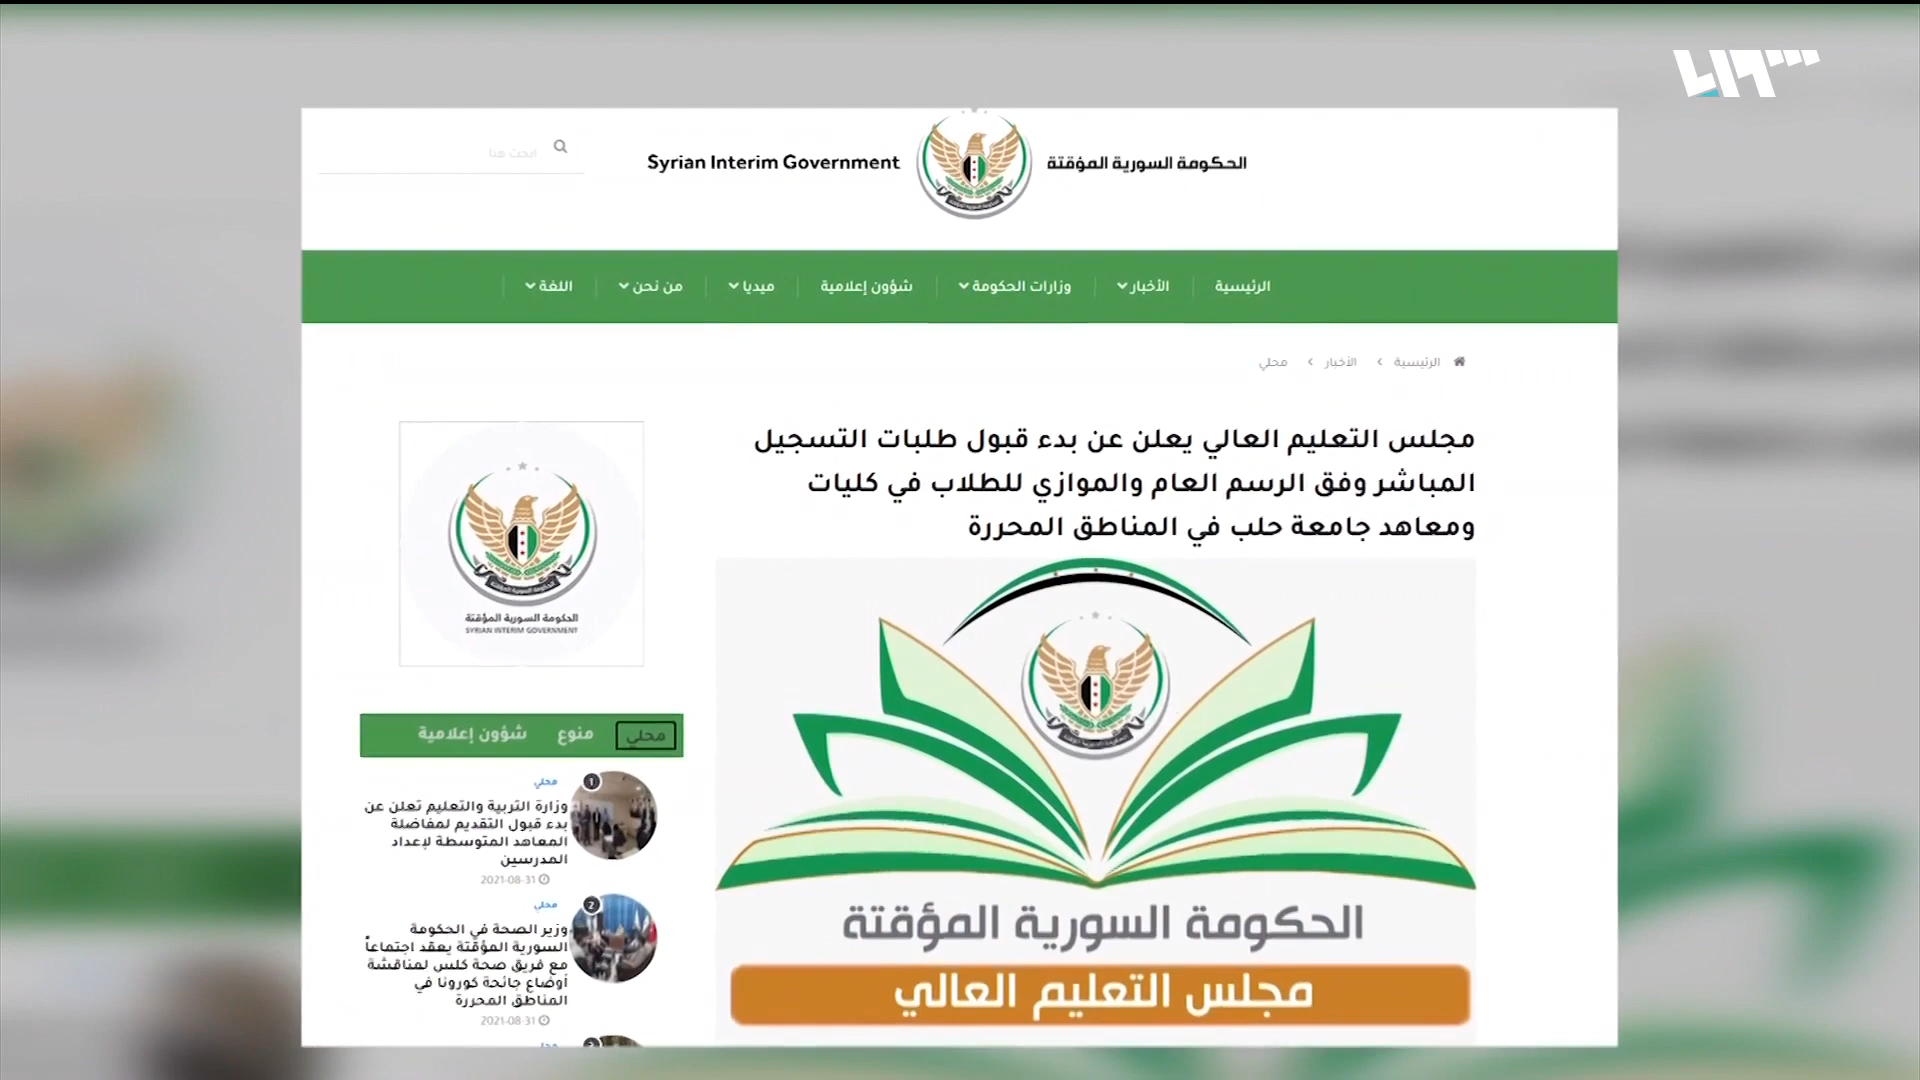 سوريا
ابحث هنا
Syrian Interim Government
الحكومة السورية المؤقتة
الرئيسية
الأخبار
وزارات الحكومة
شؤون إعلامية
ميديا
من نحن
اللغة
الرئيسية
الأخبار
محلي
مجلس التعليم العالي يعلن عن بدء قبول طلبات التسجيل
المباشر وفق الرسم العام والموازي للطلاب في كليات
ومعاهد جامعة حلب في المناطق المحررة
الحكومة السورية المؤقتة
مجلس التعليم العالي
الحكومة السورية المؤقتة
SYRIAN INTERIM GOVERNMENT
محلي
منوع
شؤون إعلامية
1
محلي
وزارة التربية والتعليم تعلن عن
بدء قبول التقديم لمفاضلة
المعاهد المتوسطة لإعداد
المدرسين
2021-08-31
2
محلي
وزير الصحة في الحكومة
السورية المؤقتة يعقد اجتماعاً
مع فريق صحة كلس لمناقشة
أوضاع جائحة كورونا في
المناطق المحررة
2021-08-31